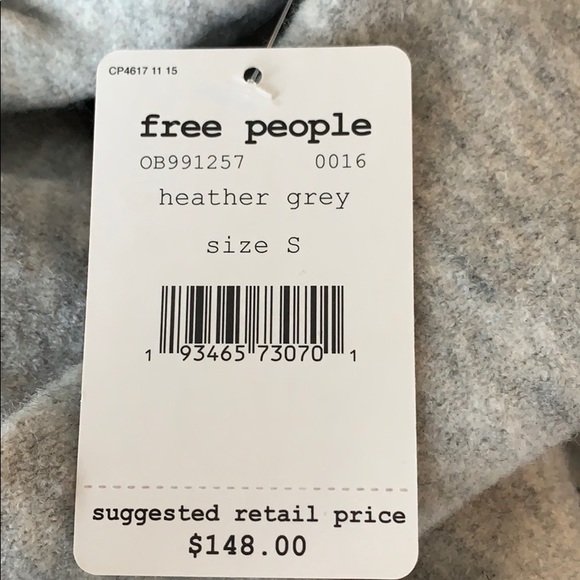 CP4617 11 15
free people
OB991257 0016
heather grey
size S
1 93465 73070 1
suggested retail price
$148.00